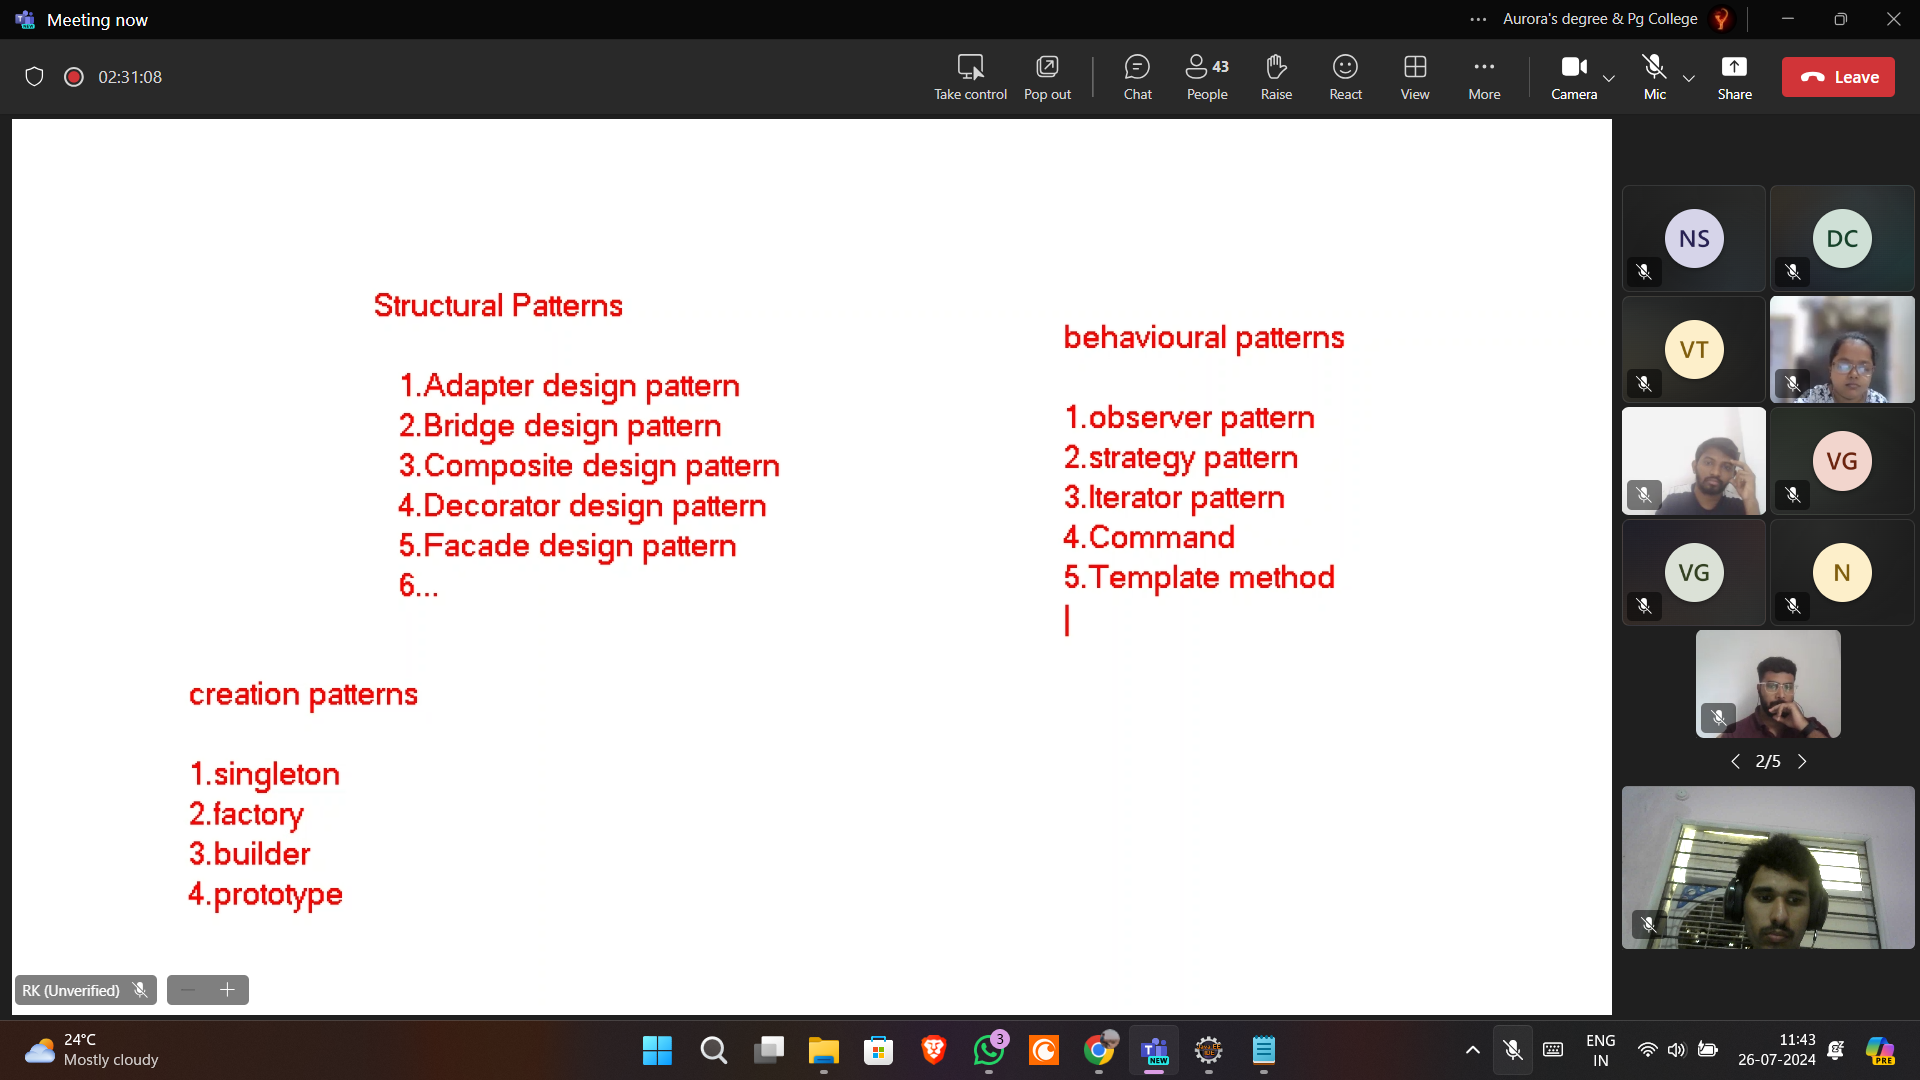 Meeting now
Aurora's degree & Pg College
02:31:08
Take control
Pop out
Chat
43
People
Raise
React
View
More
Camera
Mic
Share
Leave
Structural Patterns
1.Adapter design pattern
2.Bridge design pattern
3.Composite design pattern
4.Decorator design pattern
5.Facade design pattern
6...
behavioural patterns
1.observer pattern
2.strategy pattern
3.Iterator pattern
4.Command
5.Template method
creation patterns
1.singleton
2.factory
3.builder
4.prototype
NS
DC
VT
VG
VG
N
2/5
RK (Unverified)
24°C
Mostly cloudy
3
NEW
ENG
IN
11:43
26-07-2024
PRE